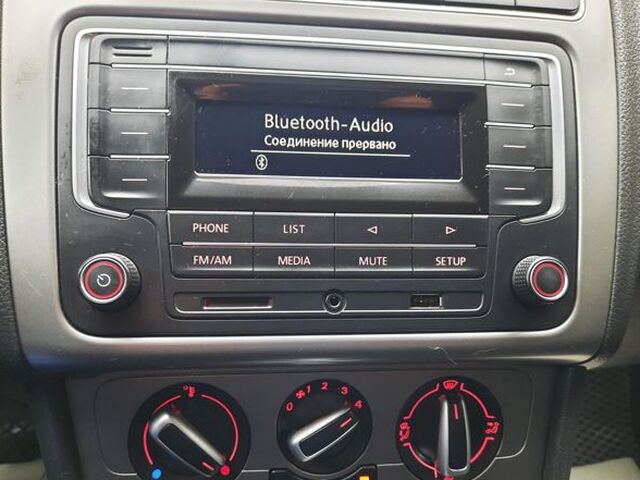 Bluetooth-Audio
Соединение прервано
PHONE LIST
FM/AM MEDIA MUTE SETUP
0 1 2 3 4